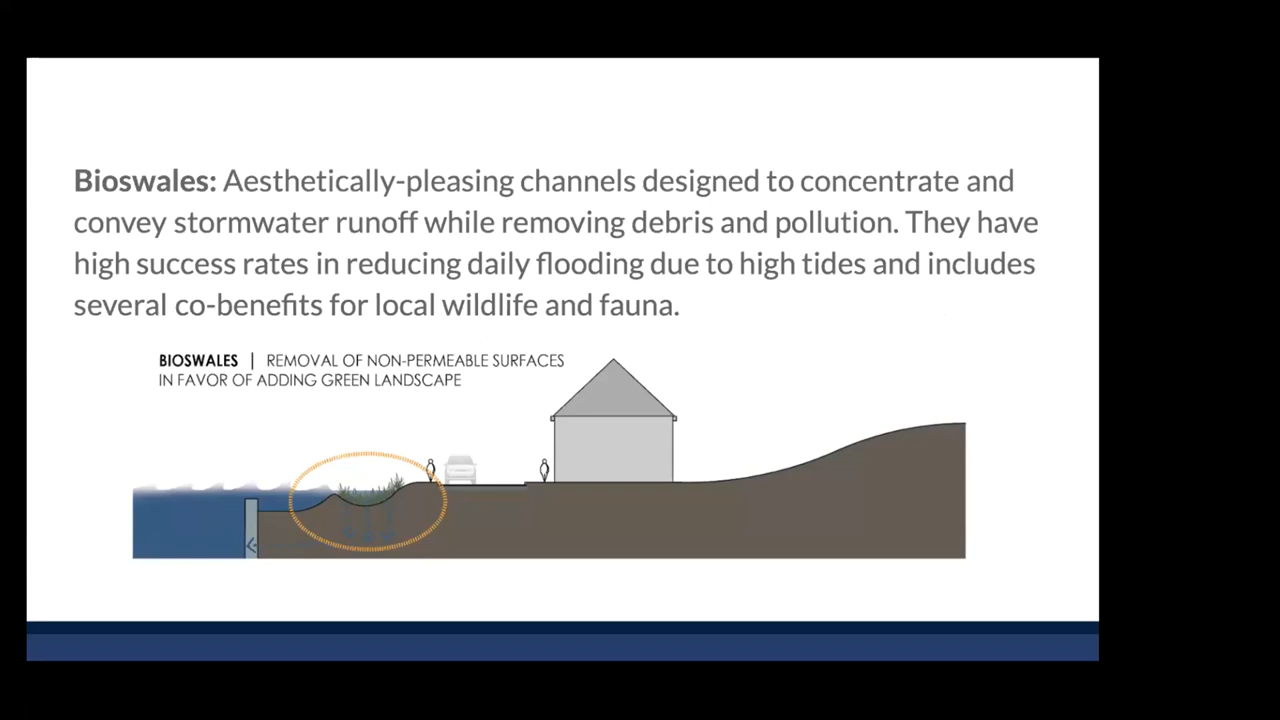 Bioswales: Aesthetically-pleasing channels designed to concentrate and
convey stormwater runoff while removing debris and pollution. They have
high success rates in reducing daily flooding due to high tides and includes
several co-benefits for local wildlife and fauna.
BIOSWALES | REMOVAL OF NON-PERMEABLE SURFACES
IN FAVOR OF ADDING GREEN LANDSCAPE